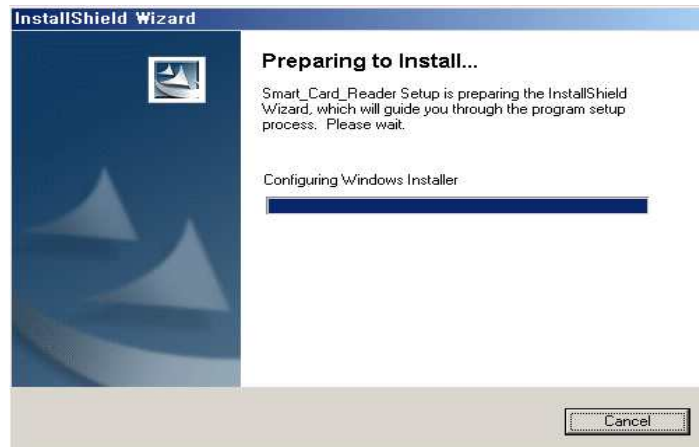 InstallShield Wizard
Preparing to Install...
Smart_Card_Reader Setup is preparing the InstallShield
Wizard, which will guide you through the program setup
process. Please wait.
Configuring Windows Installer
Cancel